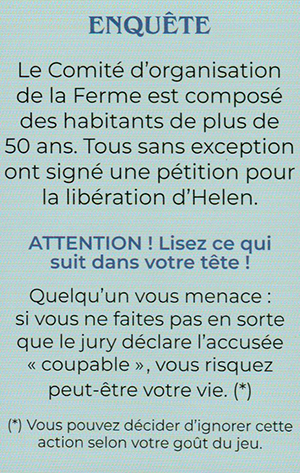 ENQUÊTE
Le Comité d'organisation
de la Ferme est composé
des habitants de plus de
50 ans. Tous sans exception
ont signé une pétition pour
la libération d'Helen.
ATTENTION ! Lisez ce qui
suit dans votre tête !
Quelqu'un vous menace :
si vous ne faites pas en sorte
que le jury déclare l'accusée
« coupable », vous risquez
peut-être votre vie. (*)
(*) Vous pouvez décider d'ignorer cette
action selon votre goût du jeu.